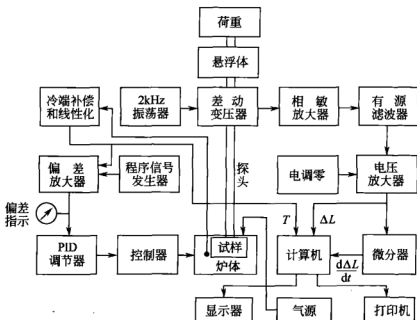 荷重
悬浮体
冷端补偿
和线性化
2kHz
振荡器
差动
变压器
相敏
放大器
有源
滤波器
偏差
放大器
程序信号
发生器
探头
电调零
电压
放大器
偏差
指示
T
ΔL
PID
调节器
控制器
试样
炉体
计算机
dΔL
dt
微分器
显示器
气源
打印机